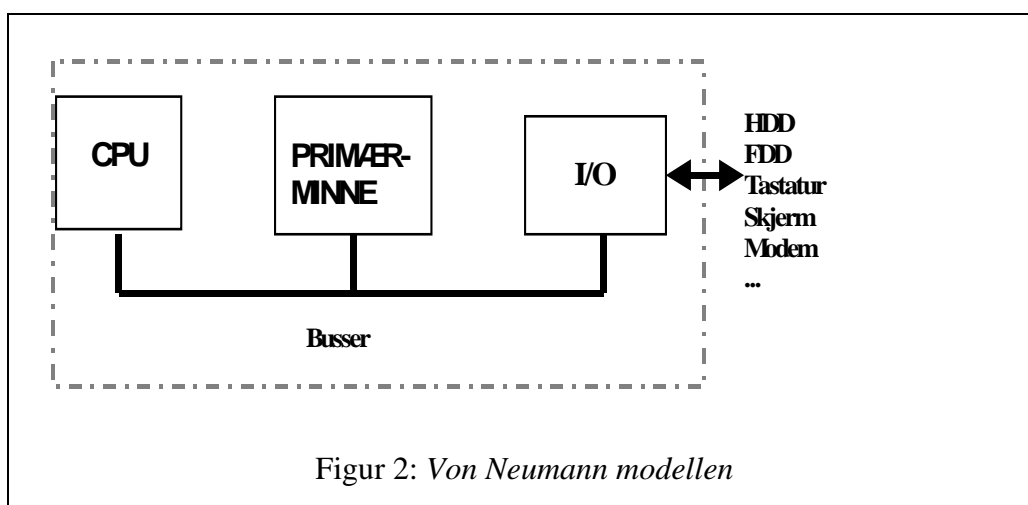 CPU
PRIMÆR-
MINNE
I/O
HDD
FDD
Tastatur
Skjerm
Modem
...
Busser
Figur 2: Von Neumann modellen